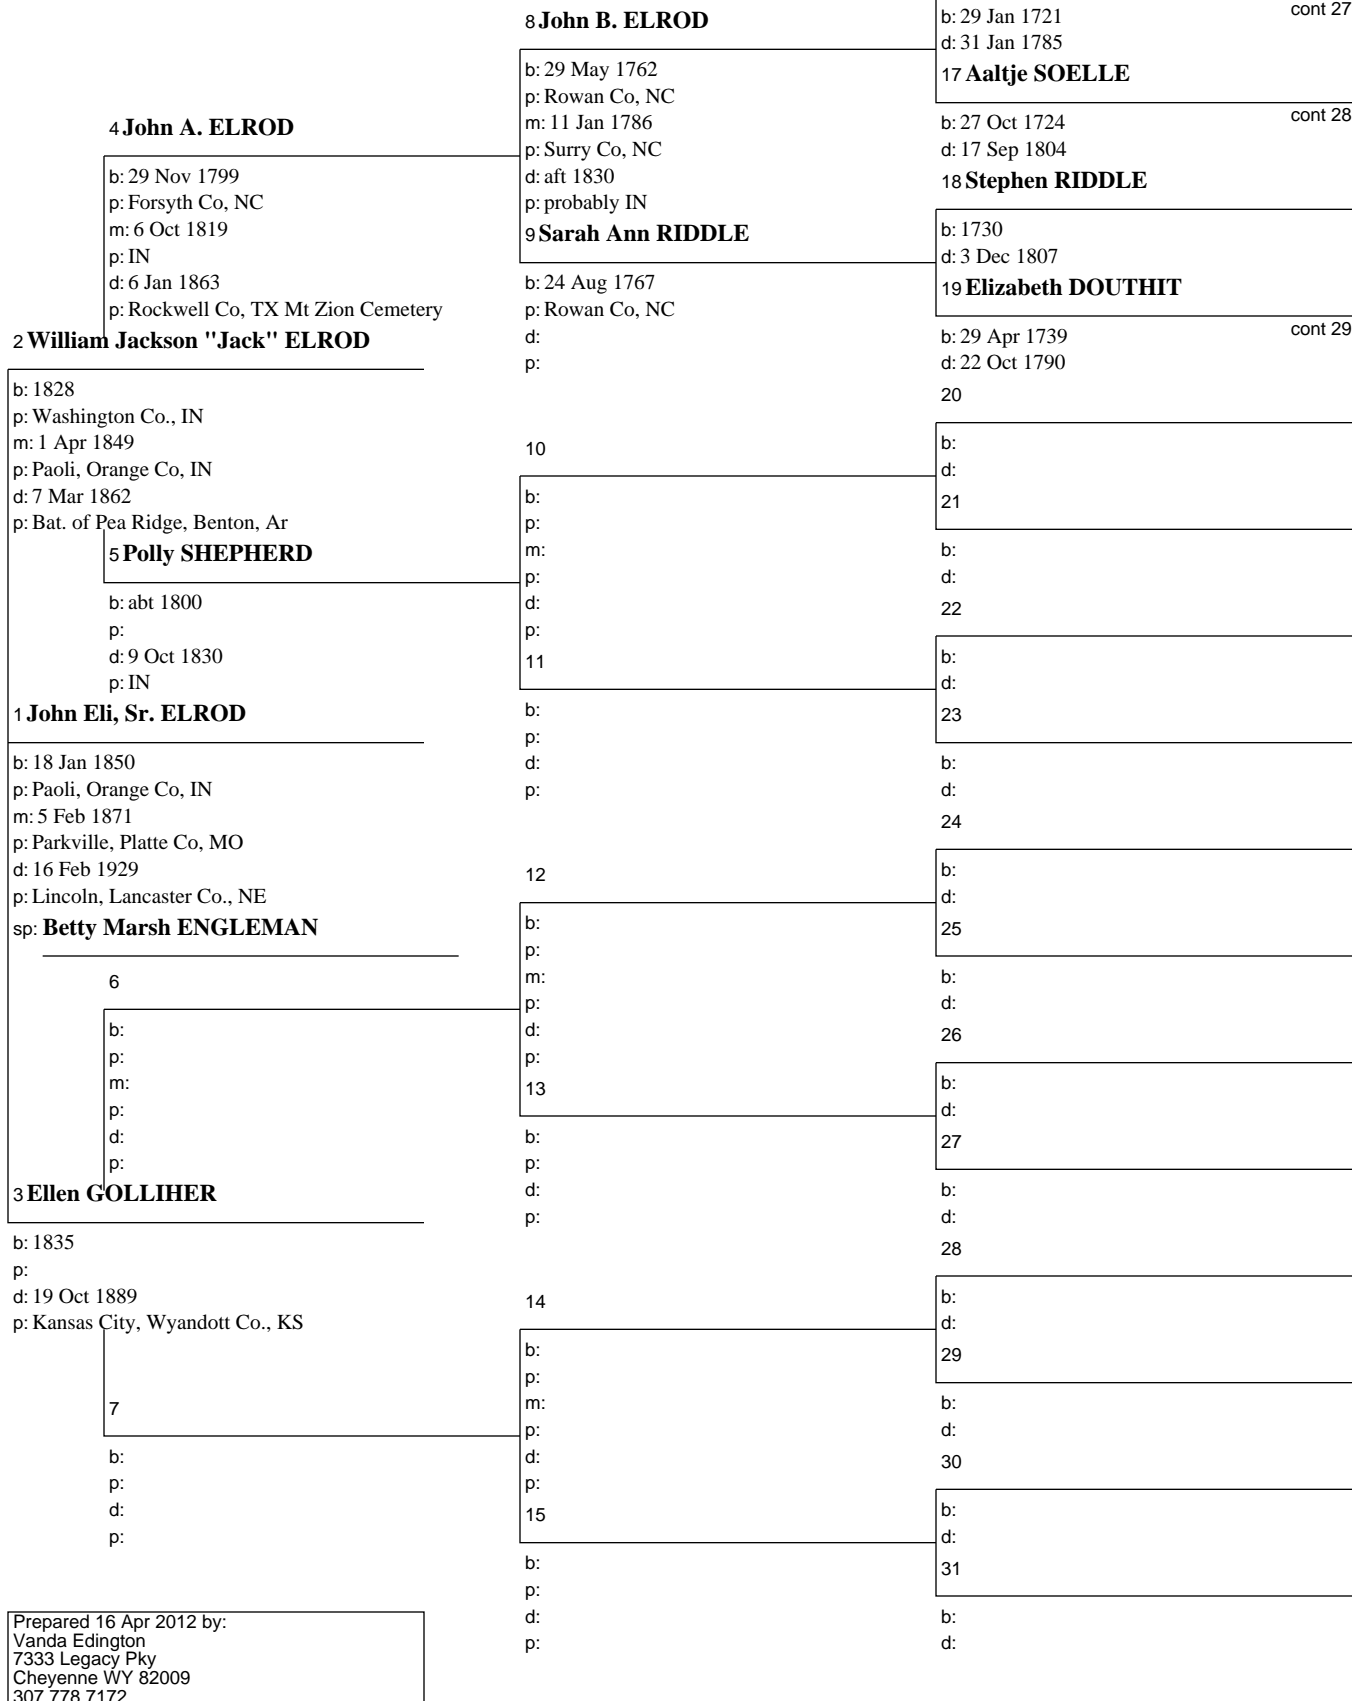 b: 29 Jan 1721 cont 27
d: 31 Jan 1785
17 Aaltje SOELLE
b: 27 Oct 1724 cont 28
d: 17 Sep 1804
8 John B. ELROD
b: 29 May 1762
p: Rowan Co, NC
m: 11 Jan 1786
p: Surry Co, NC
d: aft 1830
p: probably IN
18 Stephen RIDDLE
b: 1730
d: 3 Dec 1807
19 Elizabeth DOUTHIT
b: 29 Apr 1739 cont 29
d: 22 Oct 1790
9 Sarah Ann RIDDLE
b: 24 Aug 1767
p: Rowan Co, NC
d:
p:
4 John A. ELROD
b: 29 Nov 1799
p: Forsyth Co, NC
m: 6 Oct 1819
p: IN
d: 6 Jan 1863
p: Rockwell Co, TX Mt Zion Cemetery
2 William Jackson "Jack" ELROD
b: 1828
p: Washington Co., IN
m: 1 Apr 1849
p: Paoli, Orange Co, IN
d: 7 Mar 1862
p: Bat. of Pea Ridge, Benton, Ar
5 Polly SHEPHERD
b: abt 1800
p:
d: 9 Oct 1830
p: IN
10
b:
p:
m:
p:
d:
p:
11
b:
p:
d:
p:
20
b:
d:
21
b:
d:
22
b:
d:
23
b:
d:
1 John Eli, Sr. ELROD
b: 18 Jan 1850
p: Paoli, Orange Co, IN
m: 5 Feb 1871
p: Parkville, Platte Co, MO
d: 16 Feb 1929
p: Lincoln, Lancaster Co., NE
sp: Betty Marsh ENGLEMAN
6
b:
p:
m:
p:
d:
p:
12
b:
p:
m:
p:
d:
p:
13
b:
p:
d:
p:
24
b:
d:
25
b:
d:
26
b:
d:
27
b:
d:
3 Ellen GOLLIHER
b: 1835
p:
d: 19 Oct 1889
p: Kansas City, Wyandott Co., KS
7
b:
p:
d:
p:
14
b:
p:
m:
p:
d:
p:
15
b:
p:
d:
p:
28
b:
d:
29
b:
d:
30
b:
d:
31
b:
d:
Prepared 16 Apr 2012 by:
Vanda Edington
7333 Legacy Pky
Cheyenne WY 82009
307 778 7172